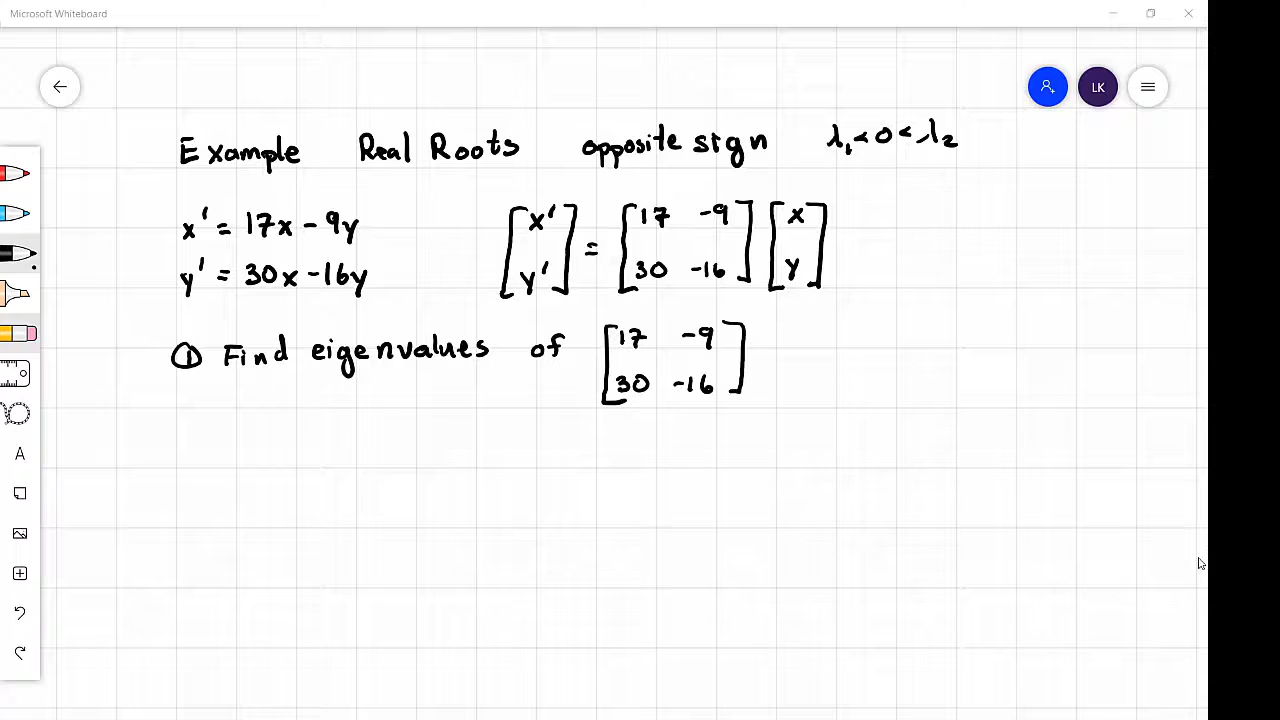 Microsoft Whiteboard
LK
Example Real Roots opposite sign λ₁ < 0 < λ₂
x' = 17x - 9y
y' = 30x - 16y
[x' y'] = [17 -9 30 -16] [x y]
① Find eigenvalues of [17 -9 30 -16]
A